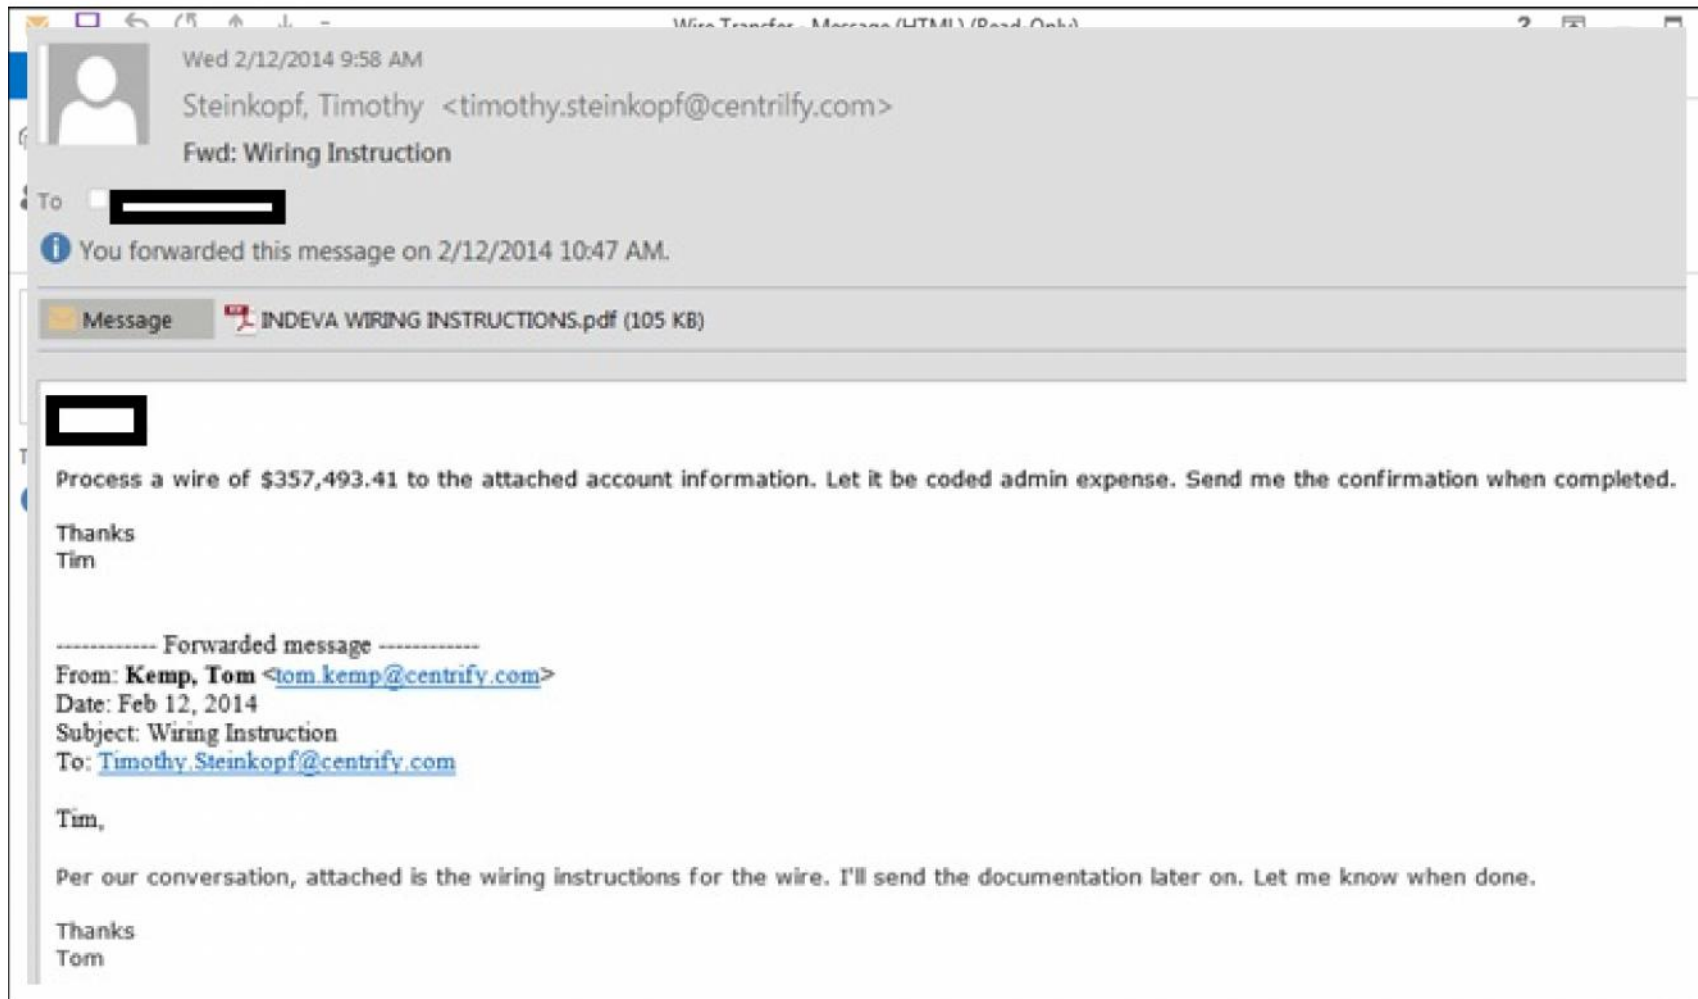 Wire Transfer - Message (HTML) (Read-Only)
Wed 2/12/2014 9:58 AM
Steinkopf, Timothy <timothy.steinkopf@centrilfy.com>
Fwd: Wiring Instruction
To
You forwarded this message on 2/12/2014 10:47 AM.
Message INDEVA WIRING INSTRUCTIONS.pdf (105 KB)
Process a wire of $357,493.41 to the attached account information. Let it be coded admin expense. Send me the confirmation when completed.
Thanks
Tim
------------ Forwarded message ------------
From: Kemp, Tom <tom.kemp@centrify.com>
Date: Feb 12, 2014
Subject: Wiring Instruction
To: Timothy.Steinkopf@centrify.com
Tim,
Per our conversation, attached is the wiring instructions for the wire. I'll send the documentation later on. Let me know when done.
Thanks
Tom